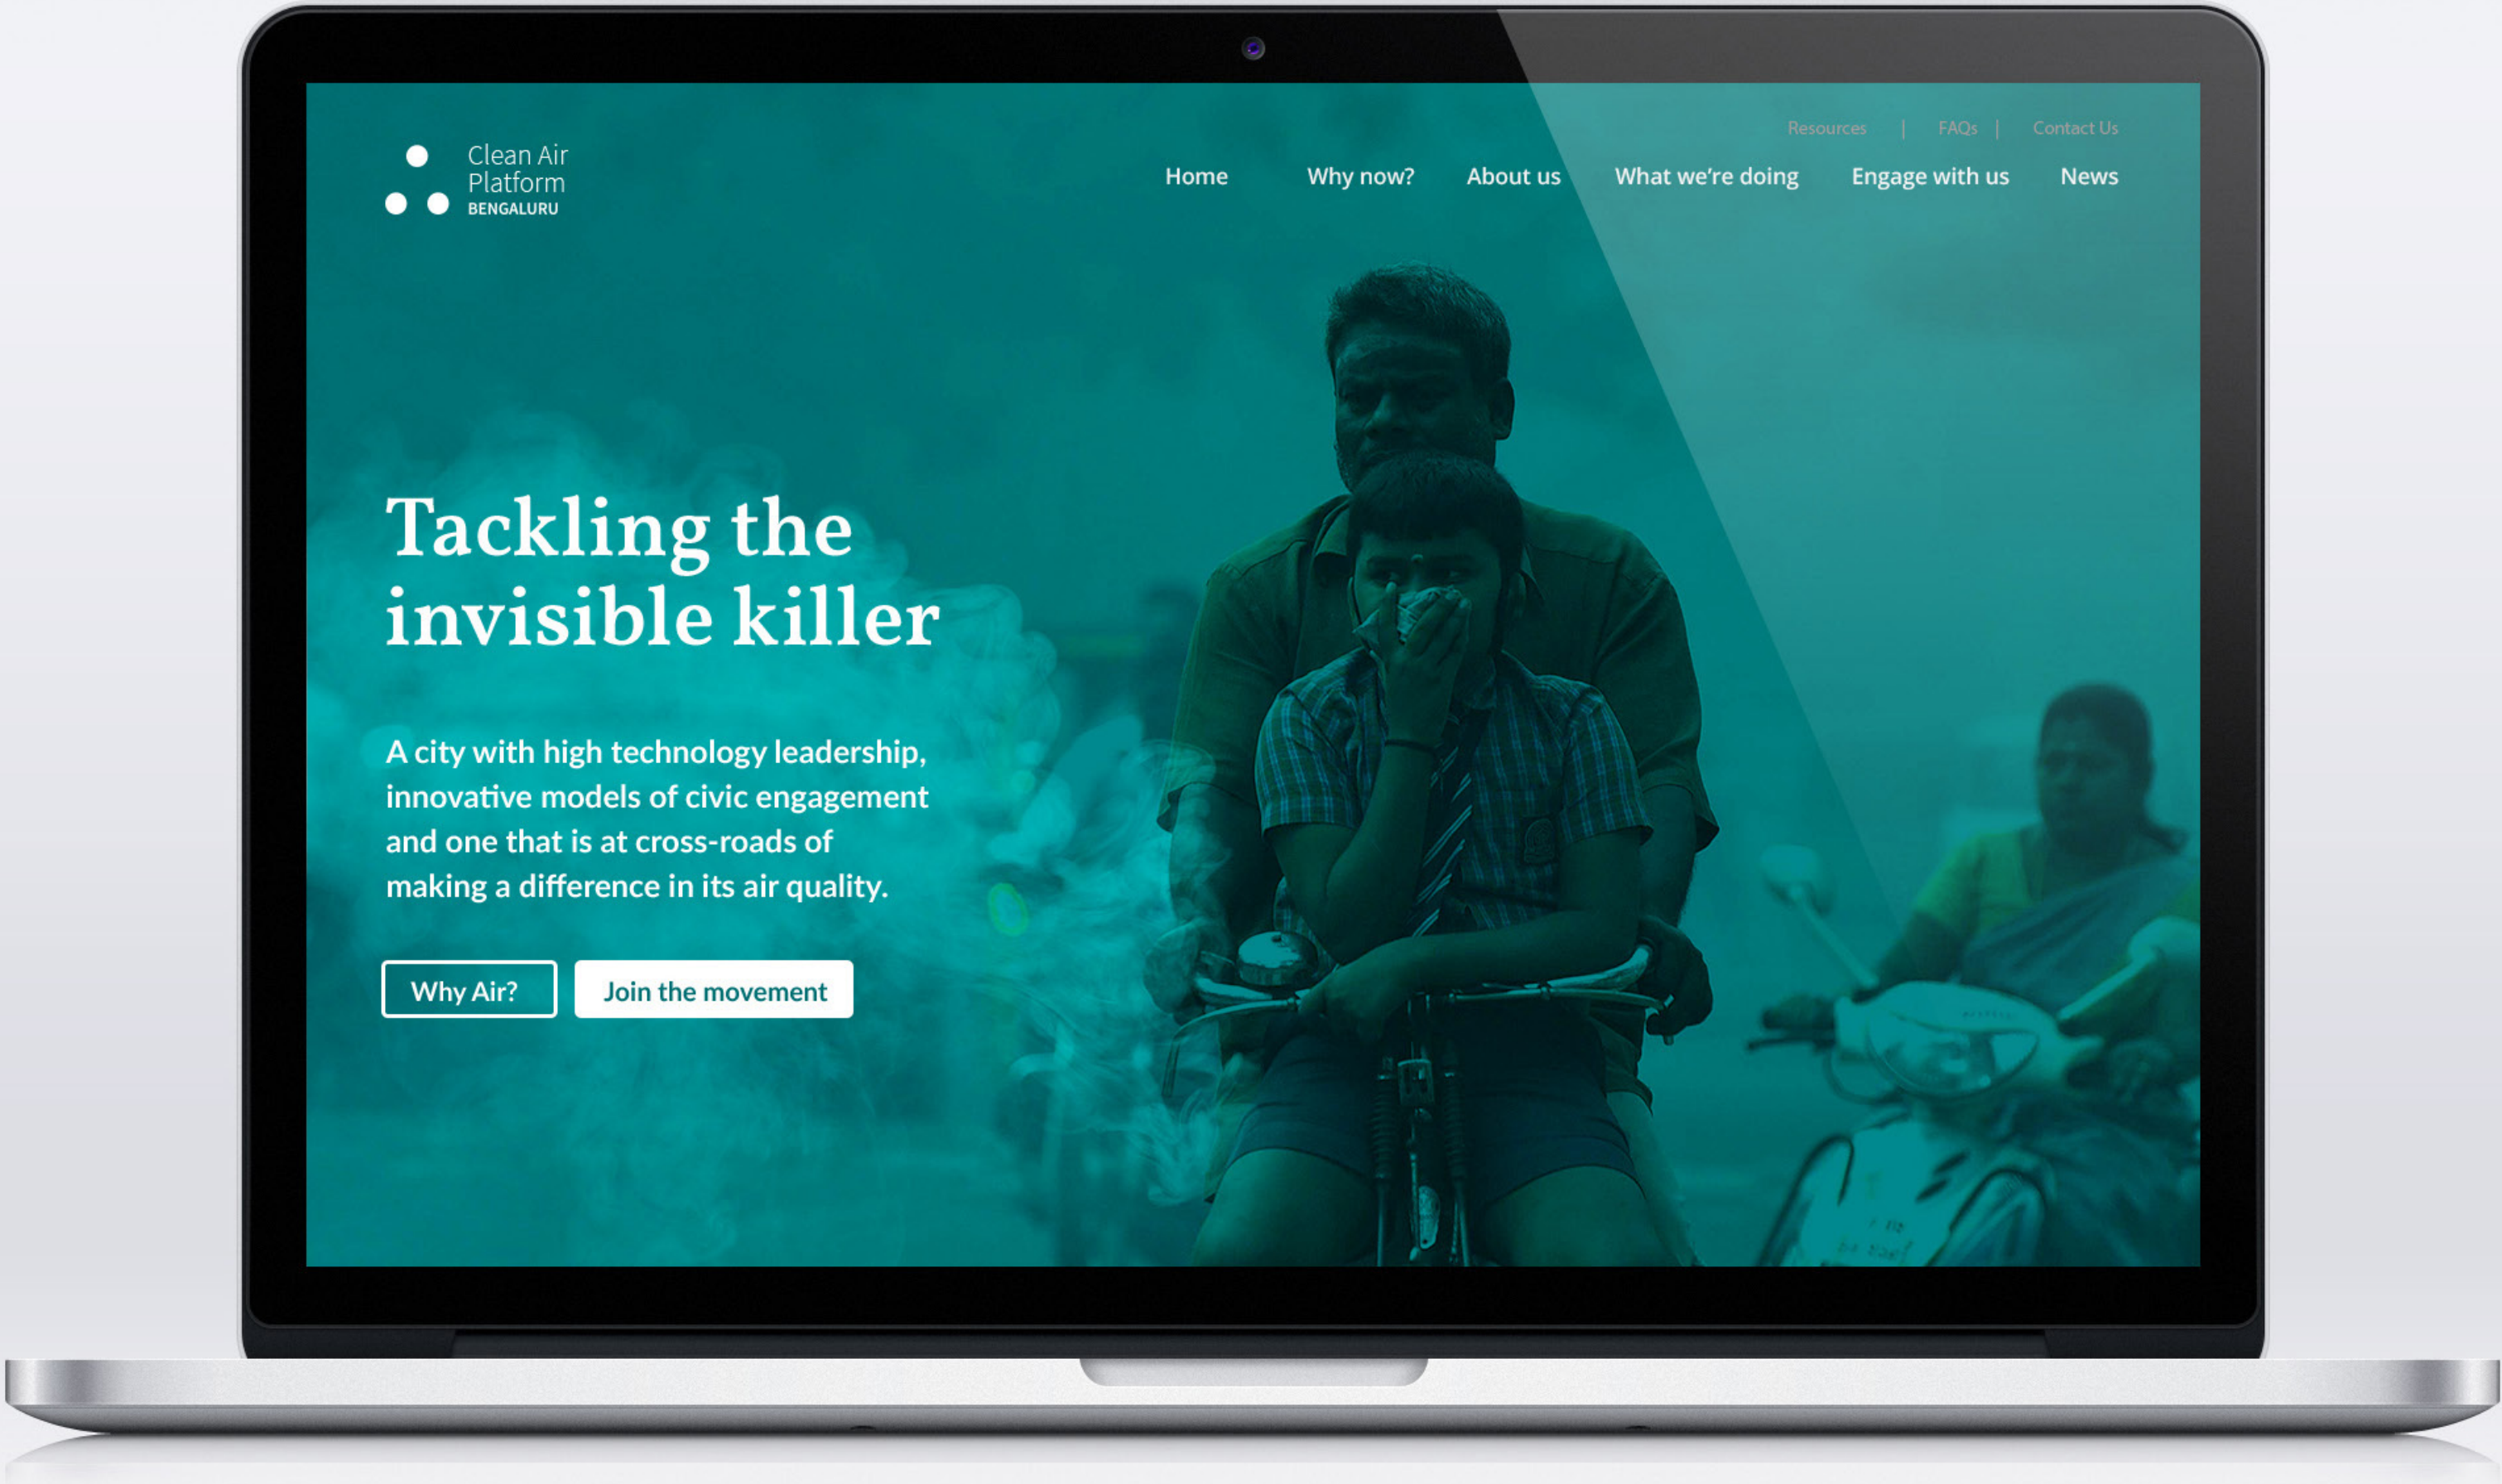 Clean Air
Platform
BENGALURU
Resources | FAQs | Contact Us
Home Why now? About us What we're doing Engage with us News
Tackling the
invisible killer
A city with high technology leadership,
innovative models of civic engagement
and one that is at cross-roads of
making a difference in its air quality.
Why Air? Join the movement